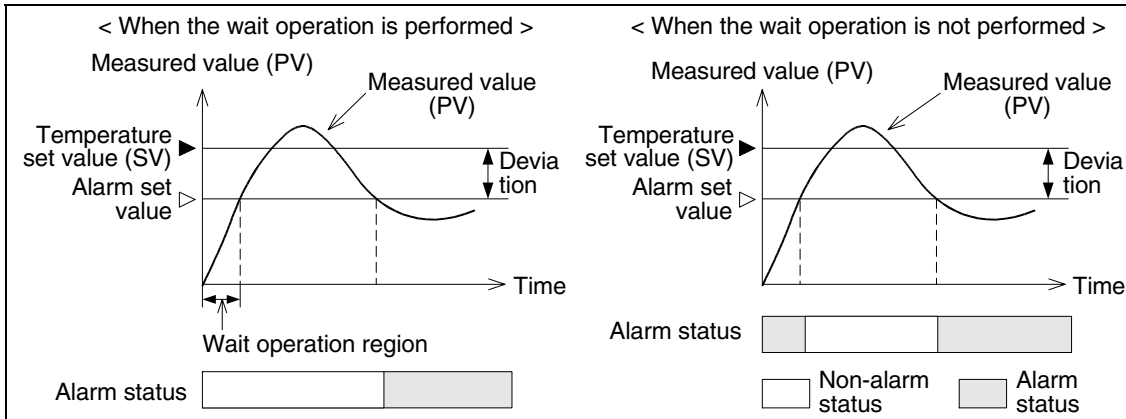 < When the wait operation is performed >
Measured value (PV)
Measured value
(PV)
Temperature
set value (SV)
Alarm set
value
Devia
tion
Time
Wait operation region
Alarm status
< When the wait operation is not performed >
Measured value (PV)
Measured value
(PV)
Temperature
set value (SV)
Alarm set
value
Devia
tion
Time
Alarm status
Non-alarm
status
Alarm
status